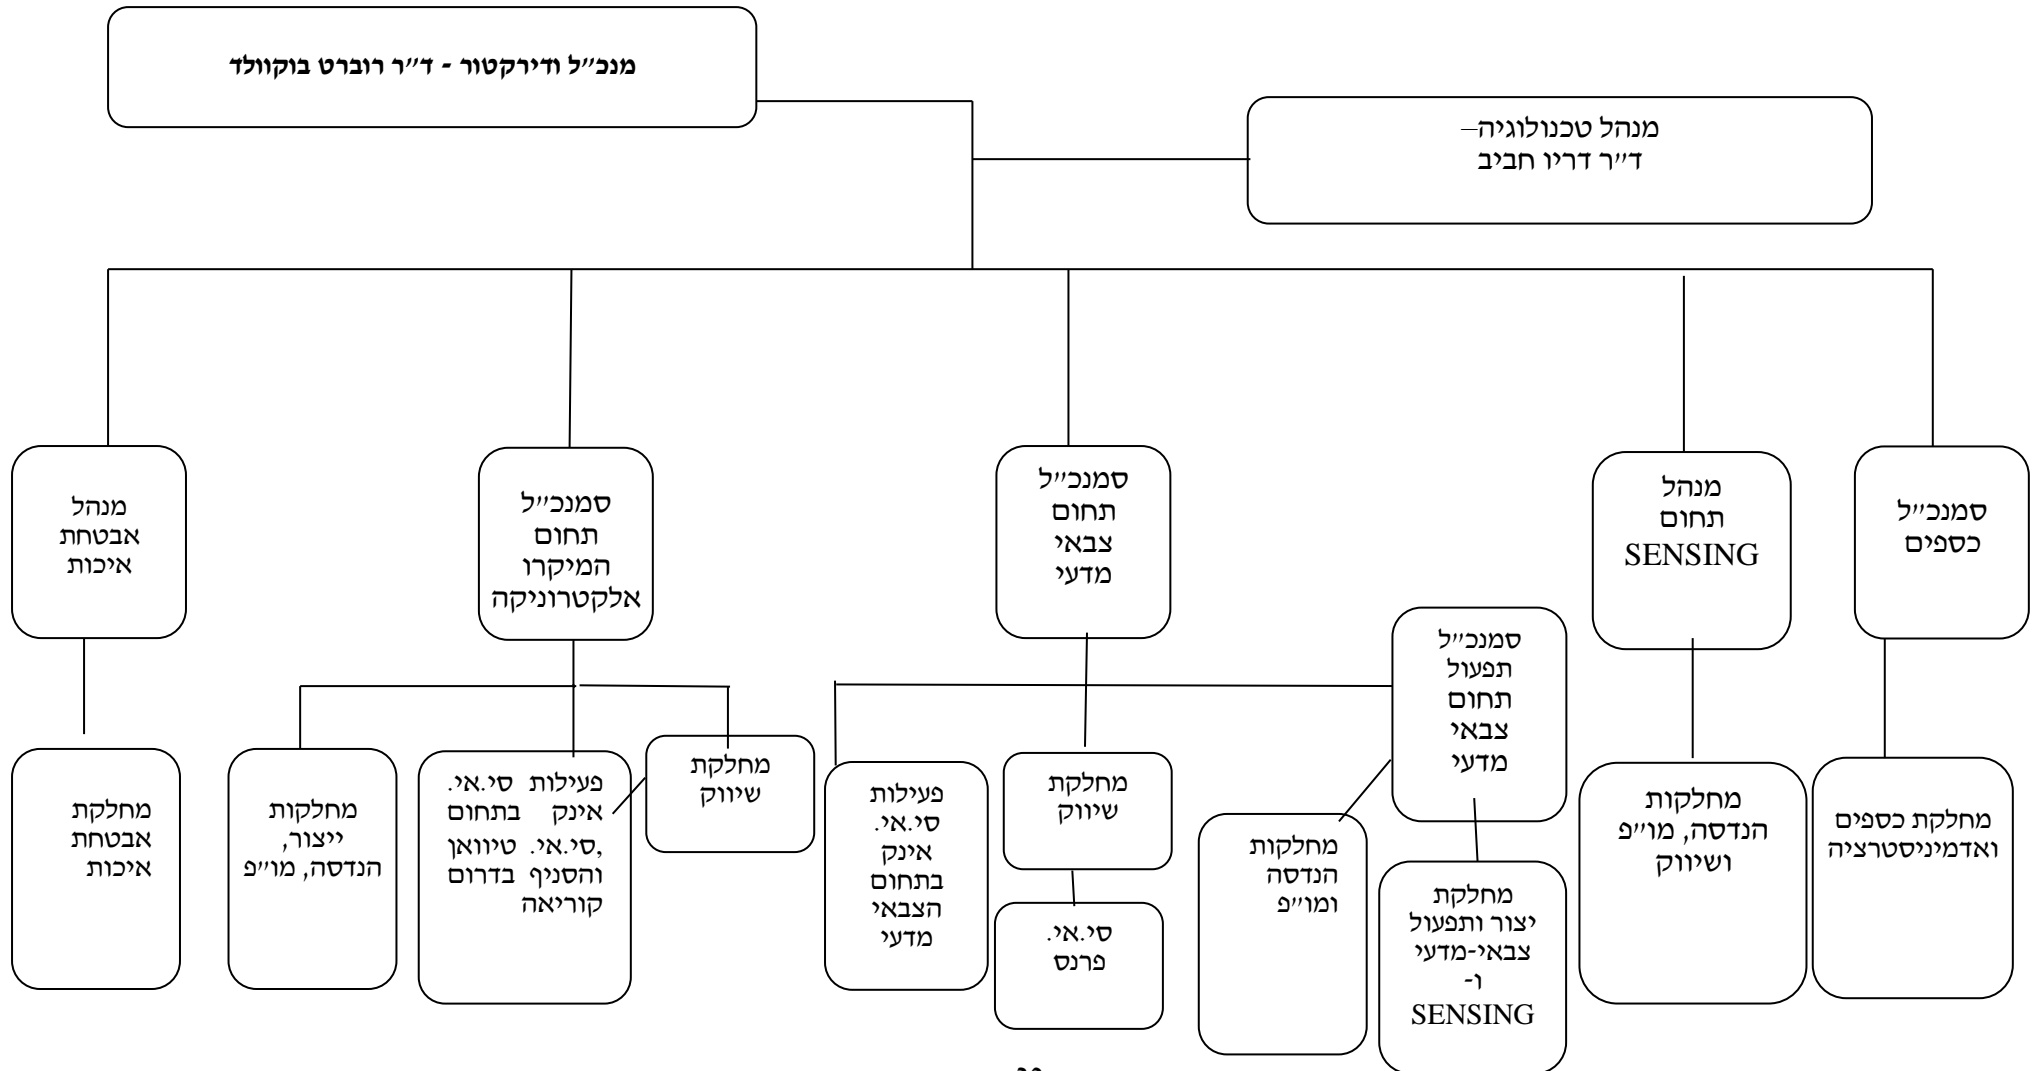 מנכ״ל ודירקטור - ד״ר רוברט בוקוולד
מנהל טכנולוגיה–
ד״ר דריו חביב
סמנכ״ל
כספים
מנהל
תחום
SENSING
סמנכ״ל
תחום
צבאי
מדעי
סמנכ״ל
תחום
המיקרו
אלקטרוניקה
מנהל
אבטחת
איכות
סמנכ״ל
תפעול
תחום
צבאי
מדעי
מחלקת כספים
ואדמיניסטרציה
מחלקות
הנדסה, מו״פ
ושיווק
מחלקת
יצור ותפעול
צבאי-מדעי
ו-
SENSING
מחלקות
הנדסה
ומו״פ
מחלקת
שיווק
סי.אי.
פרנס
פעילות
סי.אי.
אינק
בתחום
הצבאי
מדעי
מחלקת
שיווק
פעילות סי.אי.
אינק בתחום
,סי.אי. טיוואן
והסניף בדרום
קוריאה
מחלקות
ייצור,
הנדסה, מו״פ
מחלקת
אבטחת
איכות